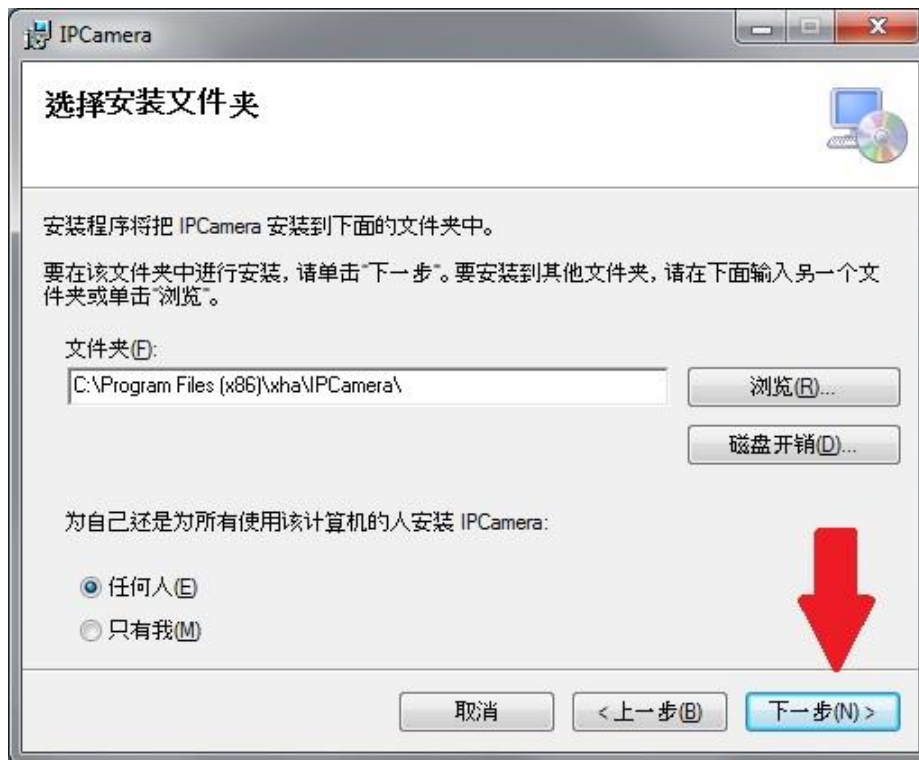 IPCamera
选择安装文件夹
安装程序将把 IPCamera 安装到下面的文件夹中。
要在该文件夹中进行安装，请单击“下一步”。要安装到其他文件夹，请在下面输入另一个文
件夹或单击“浏览”。
文件夹(F):
C:\Program Files (x86)\xha\IPCamera\
浏览(R)...
磁盘开销(D)...
为自己还是为所有使用该计算机的人安装 IPCamera:
任何人(E)
只有我(M)
取消
< 上一步(B)
下一步(N) >